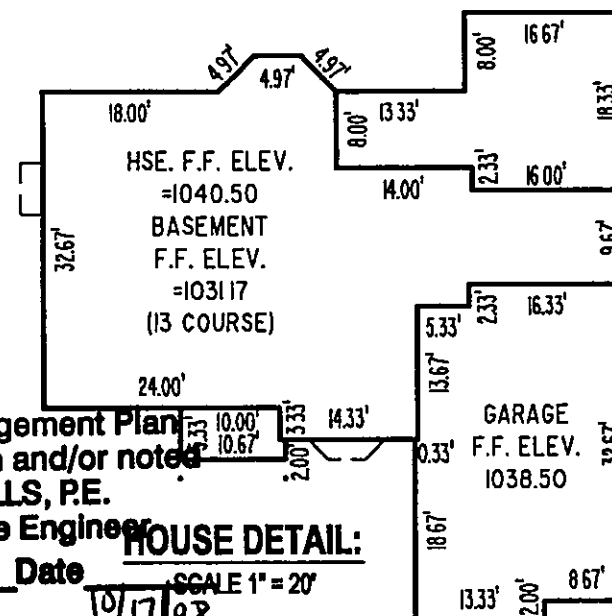 16.67'
8.00'
18.33'
4.97'
4.97'
4.97'
18.00'
13.33'
8.00'
HSE. F.F. ELEV.
=1040.50
BASEMENT
F.F. ELEV.
=1031.17
(13 COURSE)
14.00'
2.33'
16.00'
9.67'
32.67'
5.33'
2.33'
16.33'
13.67'
24.00'
10.00'
3.33'
14.33'
GARAGE
F.F. ELEV.
1038.50
gement Plan
5.33'
10.67'
2.00'
0.33'
32.67'
n and/or noted
LLS, P.E.
e Engineer
18.67'
HOUSE DETAIL:
Date
SCALE 1" = 20'
13.33'
2.00'
8.67'